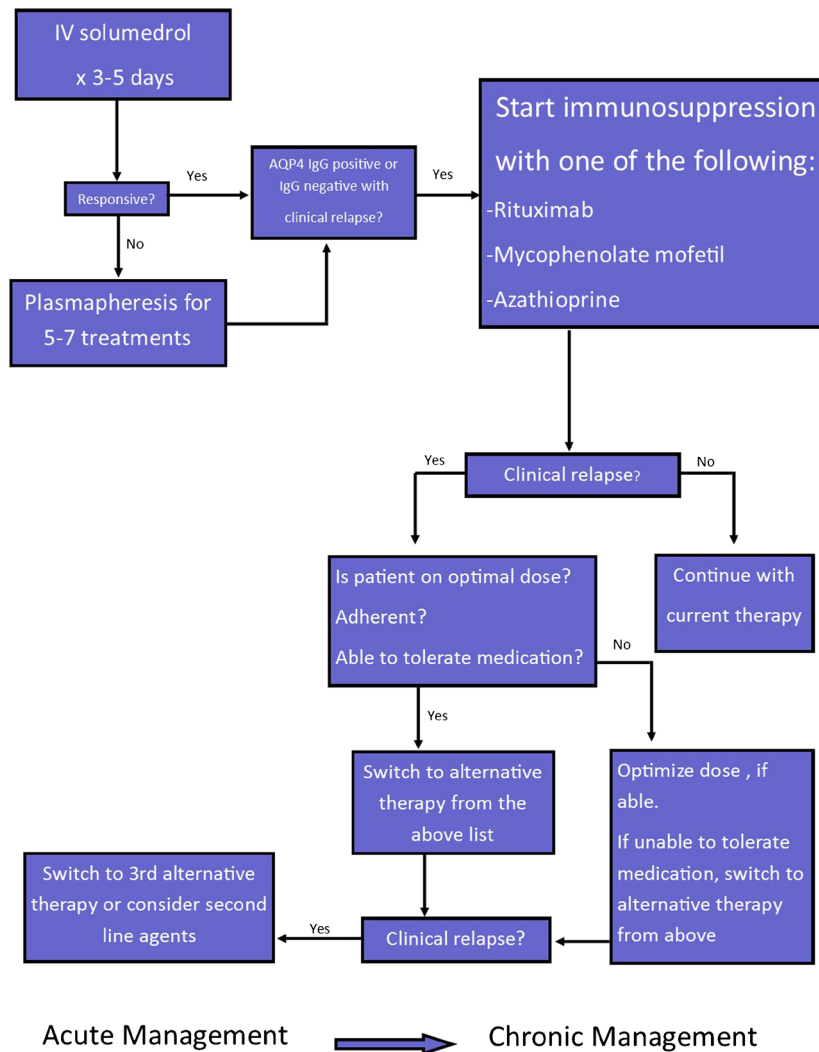 IV solumedrol
x 3-5 days
Responsive?
Yes
No
AQP4 IgG positive or
IgG negative with
clinical relapse?
Yes
Plasmapheresis for
5-7 treatments
Start immunosuppression
with one of the following:
-Rituximab
-Mycophenolate mofetil
-Azathioprine
Clinical relapse?
Yes
No
Is patient on optimal dose?
Adherent?
Able to tolerate medication?
Continue with
current therapy
No
Yes
Switch to alternative
therapy from the
above list
Optimize dose , if
able.
If unable to tolerate
medication, switch to
alternative therapy
from above
Clinical relapse?
Yes
Switch to 3rd alternative
therapy or consider second
line agents
Acute Management
Chronic Management